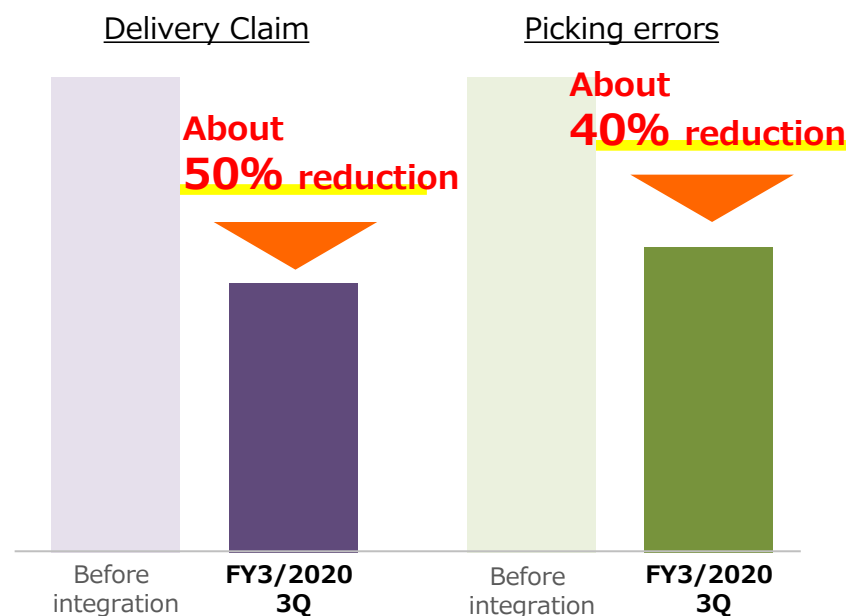 Delivery Claim
About
50% reduction
Before
integration
FY3/2020
3Q
Picking errors
About
40% reduction
Before
integration
FY3/2020
3Q